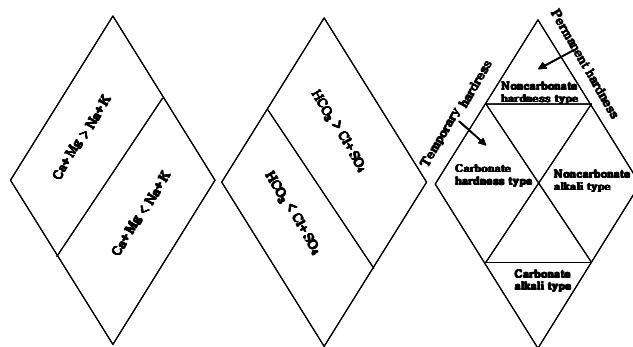 Ca+Mg > Na+K
Ca+Mg < Na+K
HCO₃ > Cl+SO₄
HCO₃ < Cl+SO₄
Temporary hardress
Permanent hardness
Noncarbonate
hardness type
Carbonate
hardness type
Noncarbonate
alkali type
Carbonate
alkali type